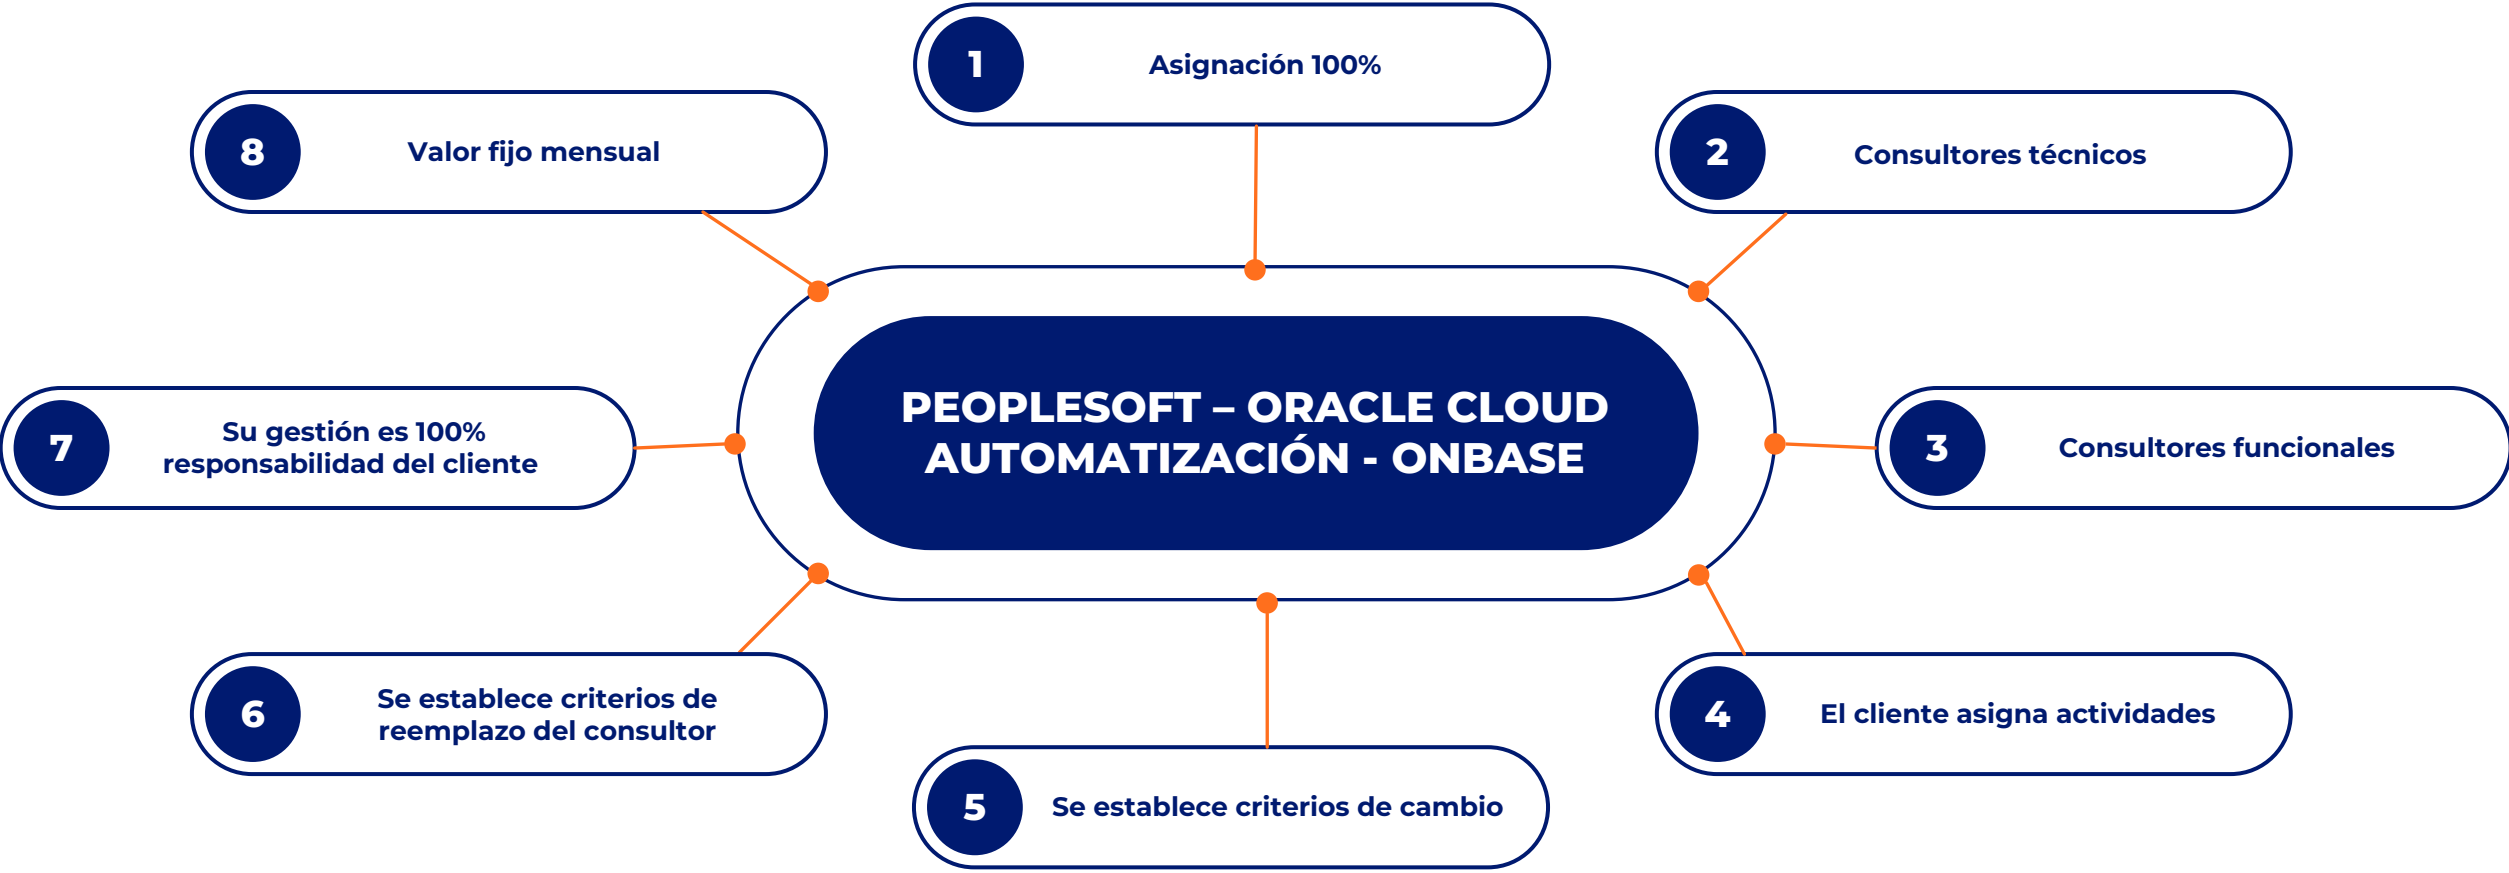 1
Asignación 100%
2
Consultores técnicos
3
Consultores funcionales
4
El cliente asigna actividades
5
Se establece criterios de cambio
6
Se establece criterios de
reemplazo del consultor
7
Su gestión es 100%
responsabilidad del cliente
8
Valor fijo mensual
PEOPLESOFT – ORACLE CLOUD
AUTOMATIZACIÓN - ONBASE